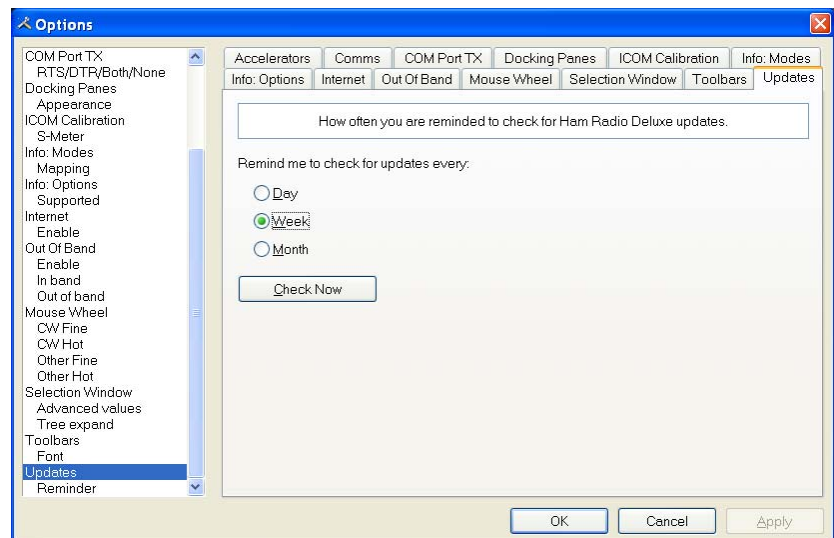 Options
COM Port TX
RTS/DTR/Both/None
Docking Panes
Appearance
ICOM Calibration
S-Meter
Info: Modes
Mapping
Info: Options
Supported
Internet
Enable
Out Of Band
Enable
In band
Out of band
Mouse Wheel
CW Fine
CW Hot
Other Fine
Other Hot
Selection Window
Advanced values
Tree expand
Toolbars
Font
Updates
Reminder
Accelerators Comms COM Port TX Docking Panes ICOM Calibration Info: Modes
Info: Options Internet Out Of Band Mouse Wheel Selection Window Toolbars Updates
How often you are reminded to check for Ham Radio Deluxe updates.
Remind me to check for updates every:
Day
Week
Month
Check Now
OK Cancel Apply